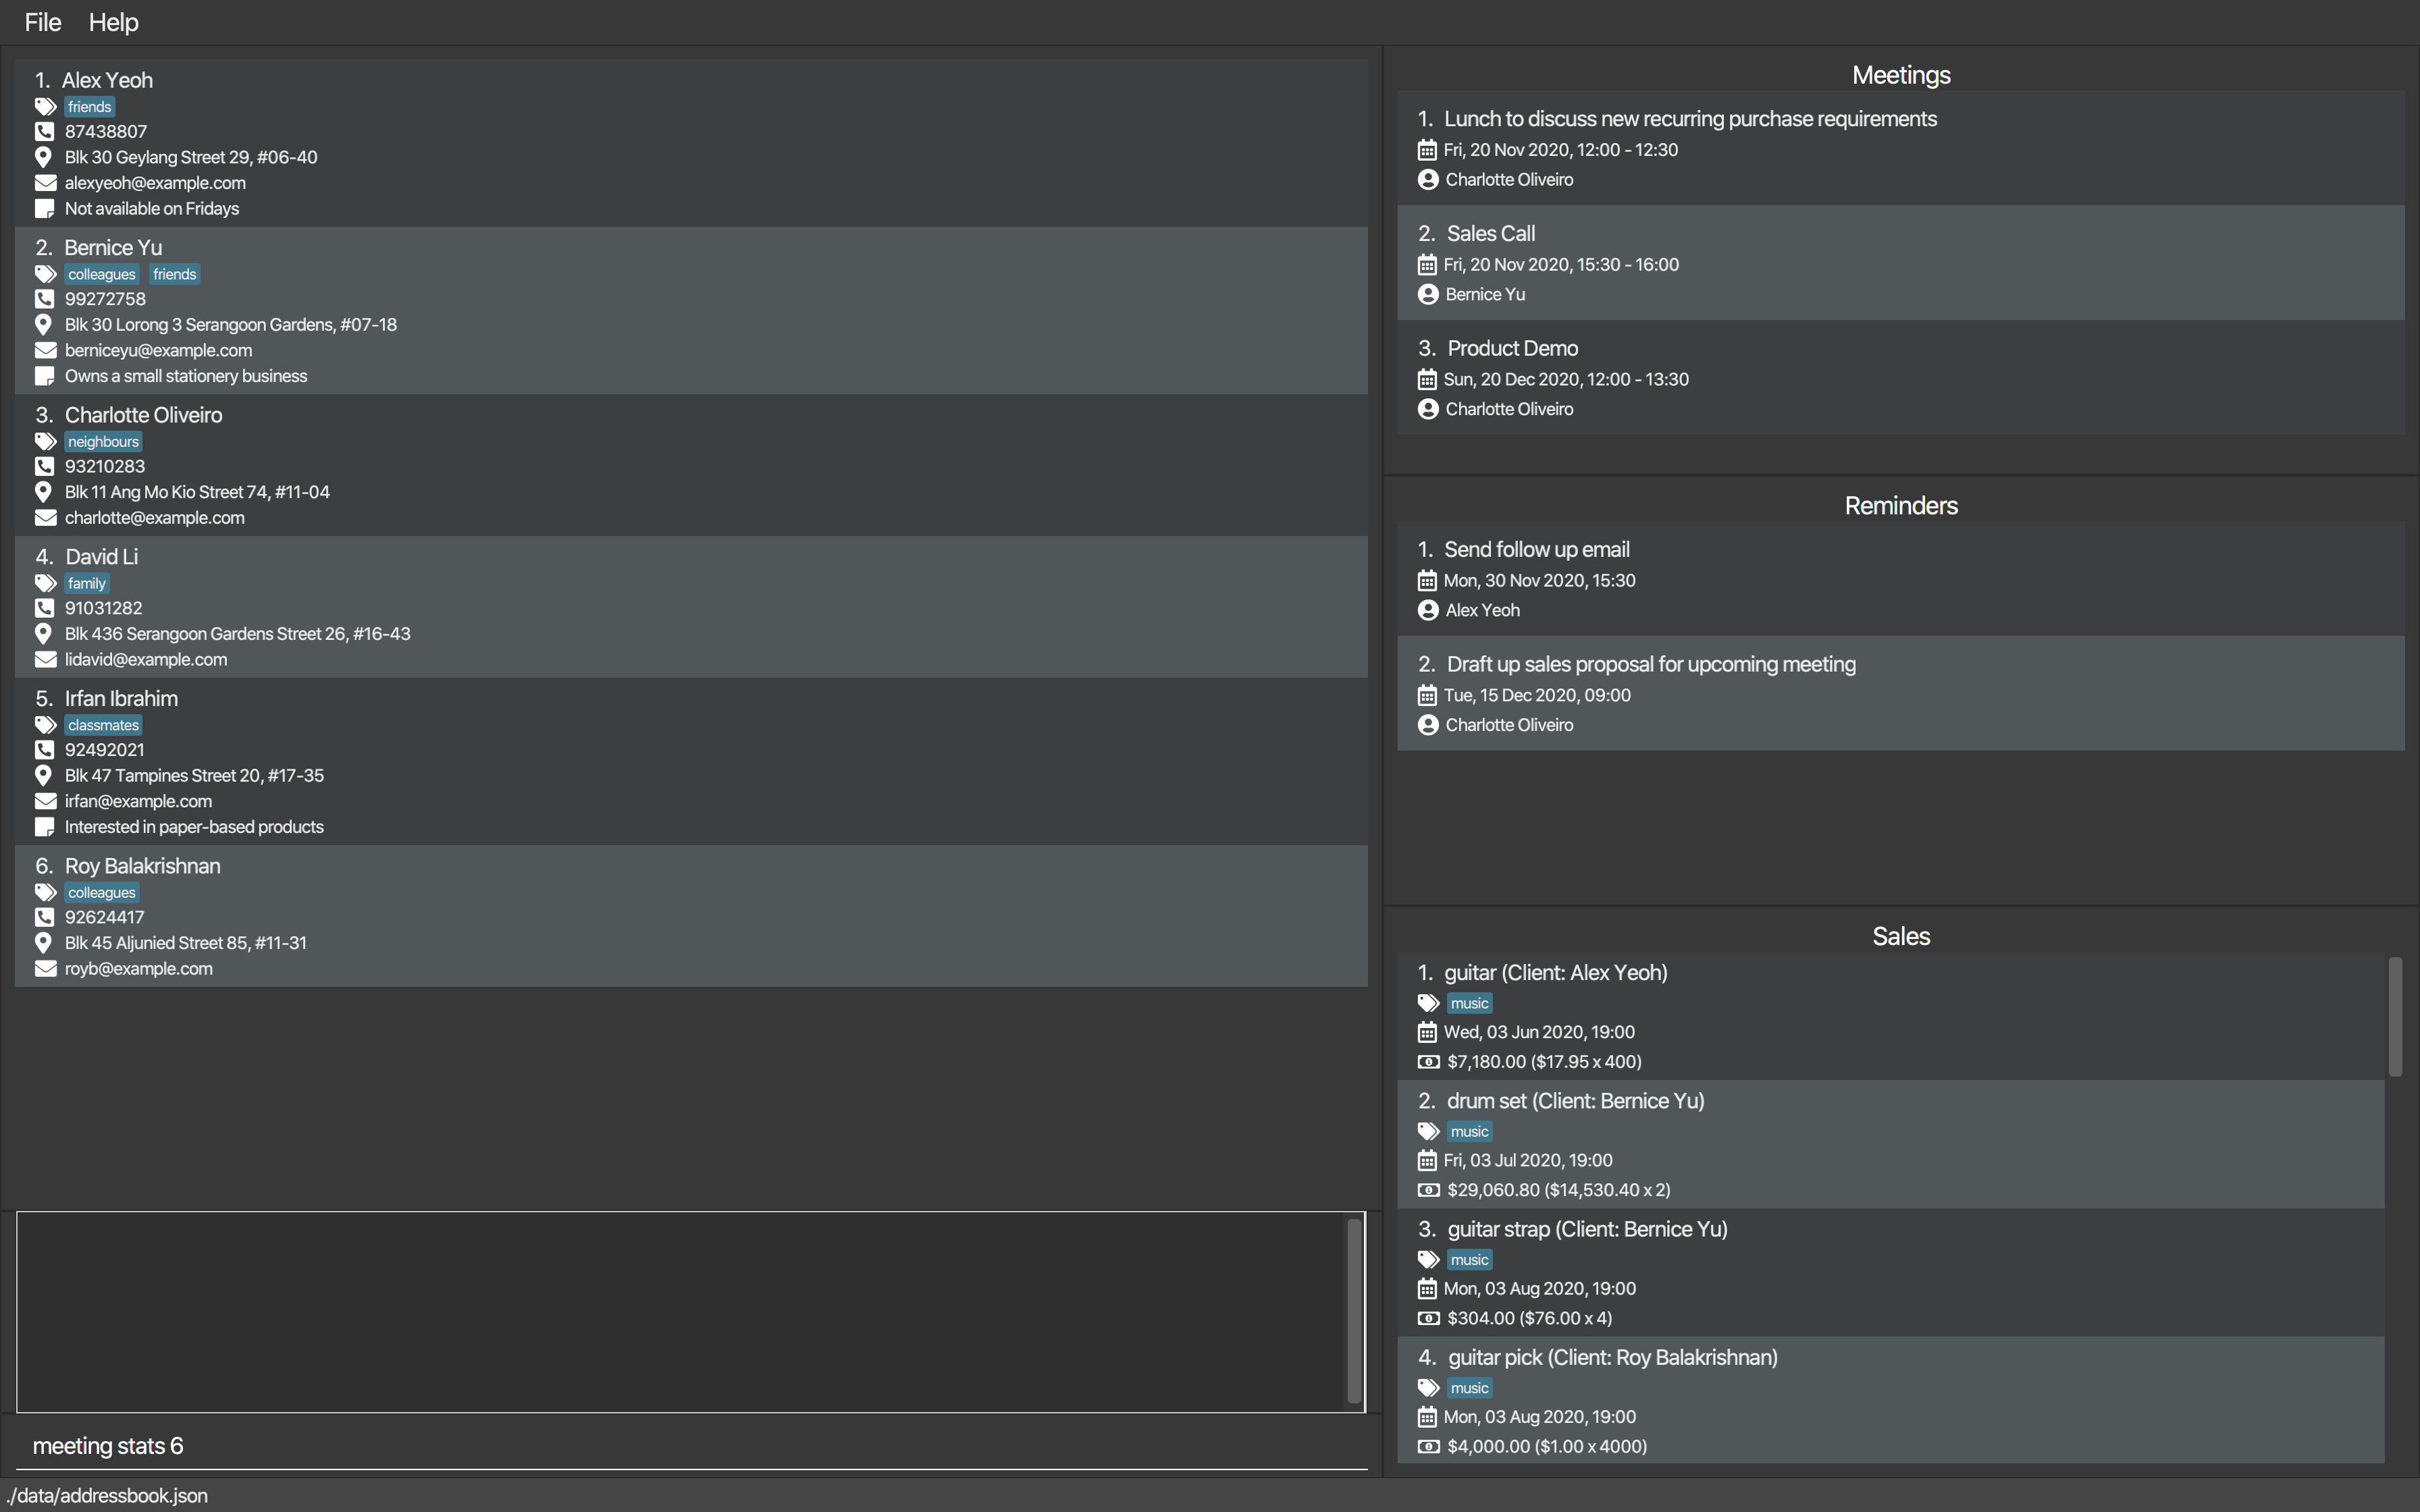 File Help
1. Alex Yeoh
friends
87438807
Blk 30 Geylang Street 29, #06-40
alexyeoh@example.com
Not available on Fridays
2. Bernice Yu
colleagues friends
99272758
Blk 30 Lorong 3 Serangoon Gardens, #07-18
berniceyu@example.com
Owns a small stationery business
3. Charlotte Oliveiro
neighbours
93210283
Blk 11 Ang Mo Kio Street 74, #11-04
charlotte@example.com
4. David Li
family
91031282
Blk 436 Serangoon Gardens Street 26, #16-43
lidavid@example.com
5. Irfan Ibrahim
classmates
92492021
Blk 47 Tampines Street 20, #17-35
irfan@example.com
Interested in paper-based products
6. Roy Balakrishnan
colleagues
92624417
Blk 45 Aljunied Street 85, #11-31
royb@example.com
meeting stats 6
./data/addressbook.json
Meetings
1. Lunch to discuss new recurring purchase requirements
Fri, 20 Nov 2020, 12:00 - 12:30
Charlotte Oliveiro
2. Sales Call
Fri, 20 Nov 2020, 15:30 - 16:00
Bernice Yu
3. Product Demo
Sun, 20 Dec 2020, 12:00 - 13:30
Charlotte Oliveiro
Reminders
1. Send follow up email
Mon, 30 Nov 2020, 15:30
Alex Yeoh
2. Draft up sales proposal for upcoming meeting
Tue, 15 Dec 2020, 09:00
Charlotte Oliveiro
Sales
1. guitar (Client: Alex Yeoh)
music
Wed, 03 Jun 2020, 19:00
$7,180.00 ($17.95 x 400)
2. drum set (Client: Bernice Yu)
music
Fri, 03 Jul 2020, 19:00
$29,060.80 ($14,530.40 x 2)
3. guitar strap (Client: Bernice Yu)
music
Mon, 03 Aug 2020, 19:00
$304.00 ($76.00 x 4)
4. guitar pick (Client: Roy Balakrishnan)
music
Mon, 03 Aug 2020, 19:00
$4,000.00 ($1.00 x 4000)